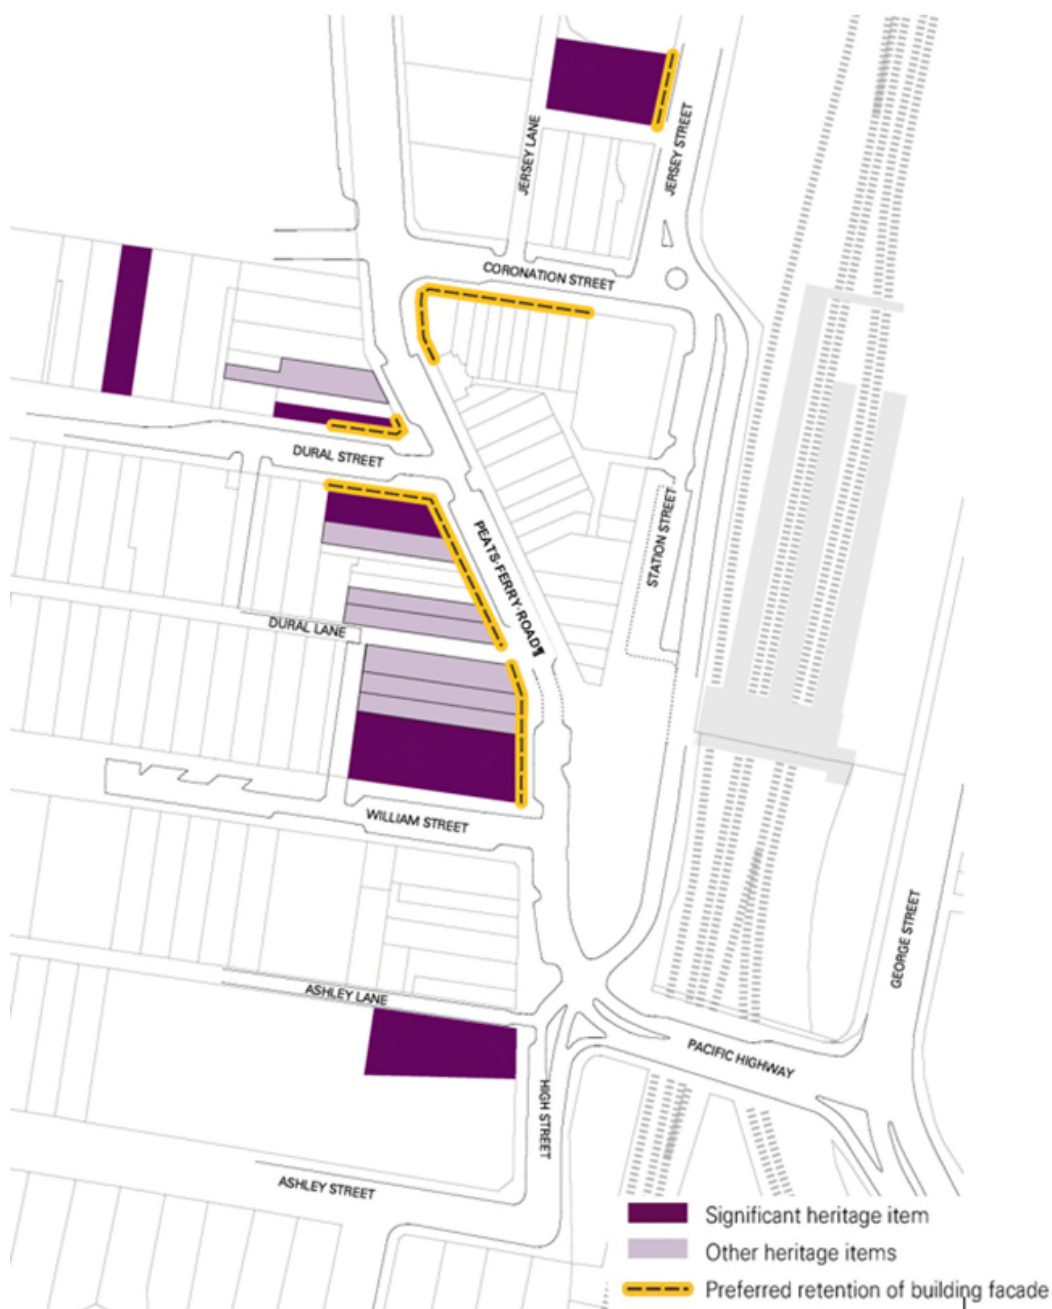 JERSEY LANE
JERSEY STREET
CORONATION STREET
DURAL STREET
PEATS·FERRY·ROAD¶
STATION STREET
DURAL LANE
WILLIAM STREET
GEORGE STREET
ASHLEY LANE
PACIFIC HIGHWAY
HIGH STREET
ASHLEY STREET
Significant heritage item
Other heritage items
Preferred retention of building facade